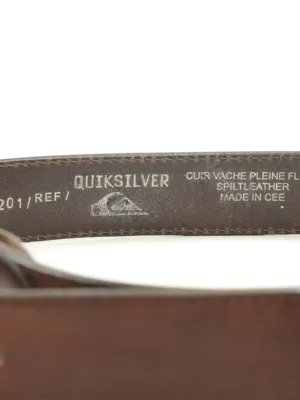 201/ REF/
QUIKSILVER
CUIR VACHE PLEINE FL
SPILTLEATHER
MADE IN CEE